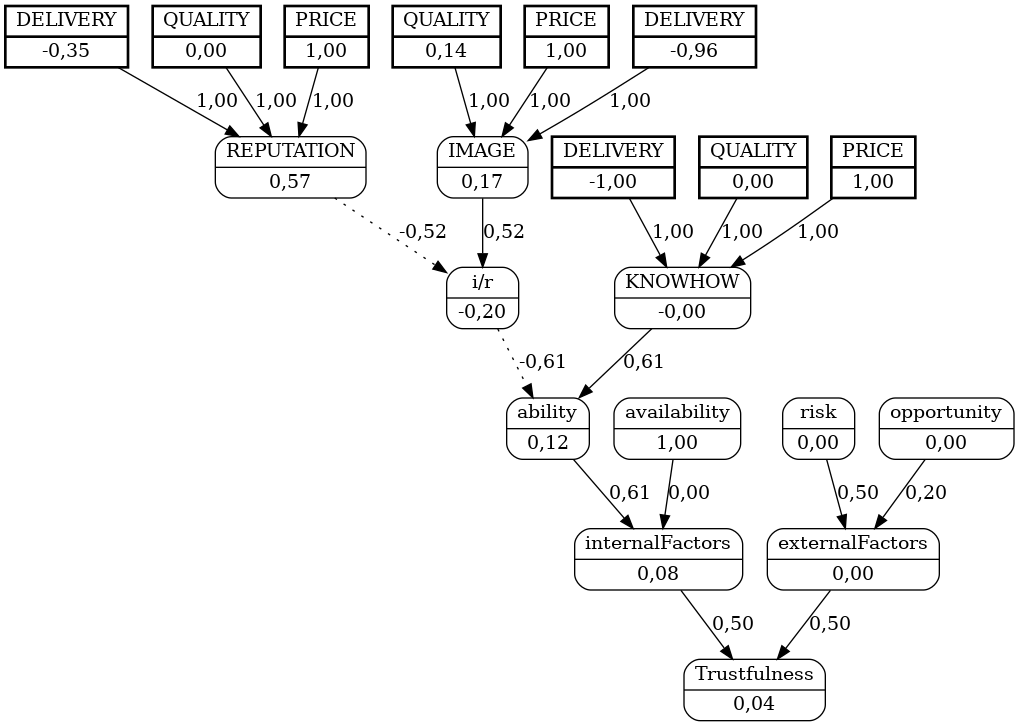 DELIVERY QUALITY PRICE QUALITY PRICE DELIVERY
-0,35 0,00 1,00 0,14 1,00 -0,96
1,00 1,00 1,00 1,00 1,00 1,00
REPUTATION IMAGE DELIVERY QUALITY PRICE
0,57 0,17 -1,00 0,00 1,00
-0,52 0,52 1,00 1,00 1,00
i/r KNOWHOW
-0,20 -0,00
-0,61 0,61
ability availability risk opportunity
0,12 1,00 0,00 0,00
0,61 0,00 0,50 0,20
internalFactors externalFactors
0,08 0,00
0,50 0,50
Trustfulness
0,04